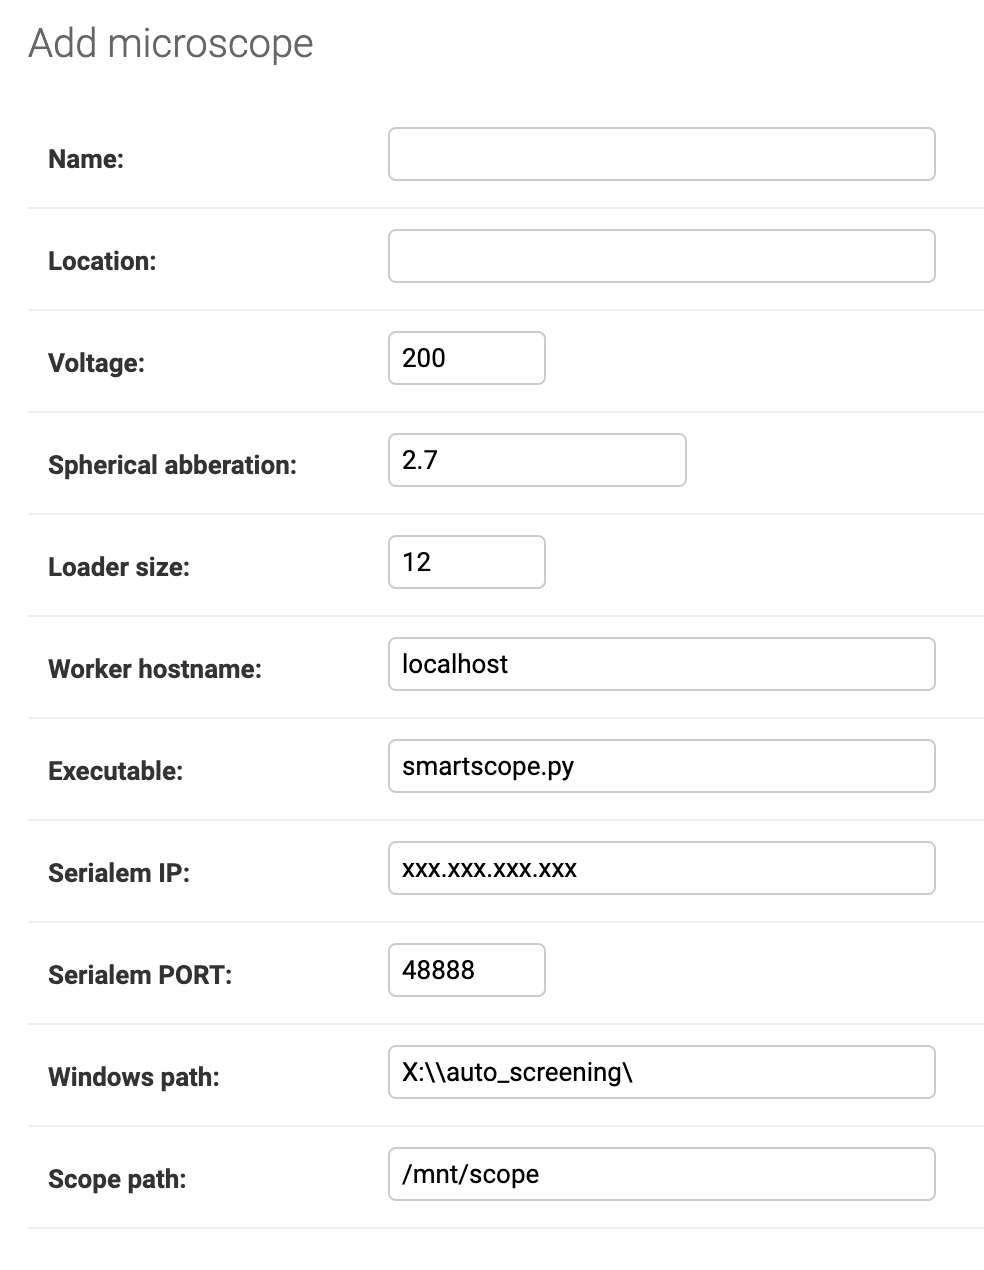 Add microscope
Name:
Location:
Voltage: 200
Spherical abberation: 2.7
Loader size: 12
Worker hostname: localhost
Executable: smartscope.py
Serialem IP: xxx.xxx.xxx.xxx
Serialem PORT: 48888
Windows path: X:\\auto_screening\
Scope path: /mnt/scope